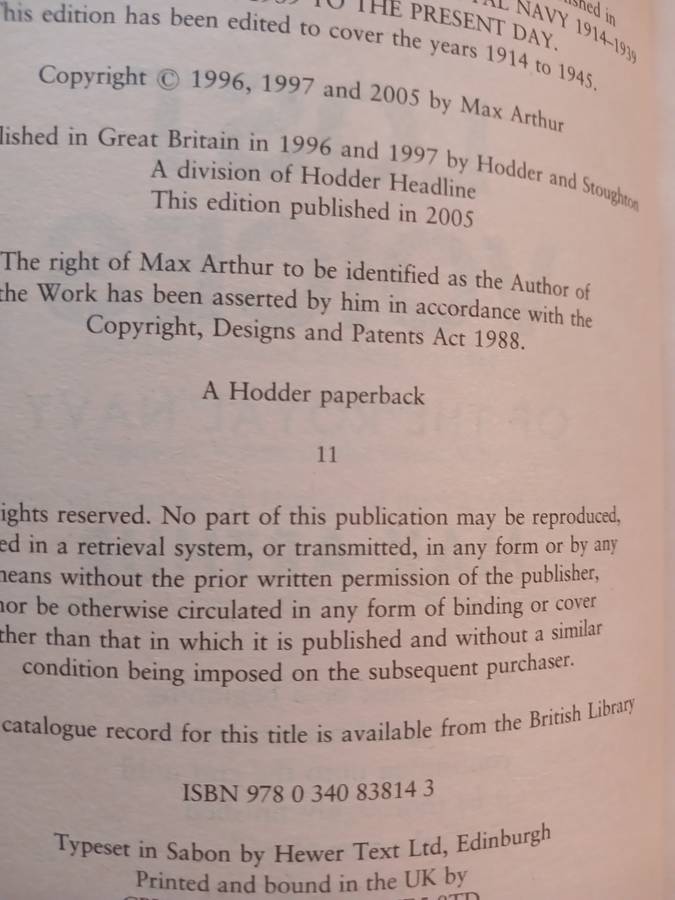 TO THE PRESENT DAY.
NAVY 1914–1939
This edition has been edited to cover the years 1914 to 1945.
Copyright © 1996, 1997 and 2005 by Max Arthur
lished in Great Britain in 1996 and 1997 by Hodder and Stoughton
A division of Hodder Headline
This edition published in 2005
The right of Max Arthur to be identified as the Author of
the Work has been asserted by him in accordance with the
Copyright, Designs and Patents Act 1988.
A Hodder paperback
11
ights reserved. No part of this publication may be reproduced,
ed in a retrieval system, or transmitted, in any form or by any
means without the prior written permission of the publisher,
nor be otherwise circulated in any form of binding or cover
ther than that in which it is published and without a similar
condition being imposed on the subsequent purchaser.
catalogue record for this title is available from the British Library
ISBN 978 0 340 83814 3
Typeset in Sabon by Hewer Text Ltd, Edinburgh
Printed and bound in the UK by